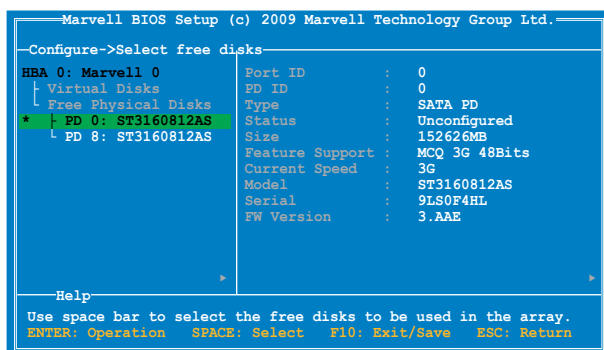 Marvell BIOS Setup (c) 2009 Marvell Technology Group Ltd.
Configure->Select free disks
HBA 0: Marvell 0
Virtual Disks
Free Physical Disks
* PD 0: ST3160812AS
PD 8: ST3160812AS
Port ID : 0
PD ID : 0
Type : SATA PD
Status : Unconfigured
Size : 152626MB
Feature Support : MCQ 3G 48Bits
Current Speed : 3G
Model : ST3160812AS
Serial : 9LS0F4HL
FW Version : 3.AAE
Help
Use space bar to select the free disks to be used in the array.
ENTER: Operation SPACE: Select F10: Exit/Save ESC: Return